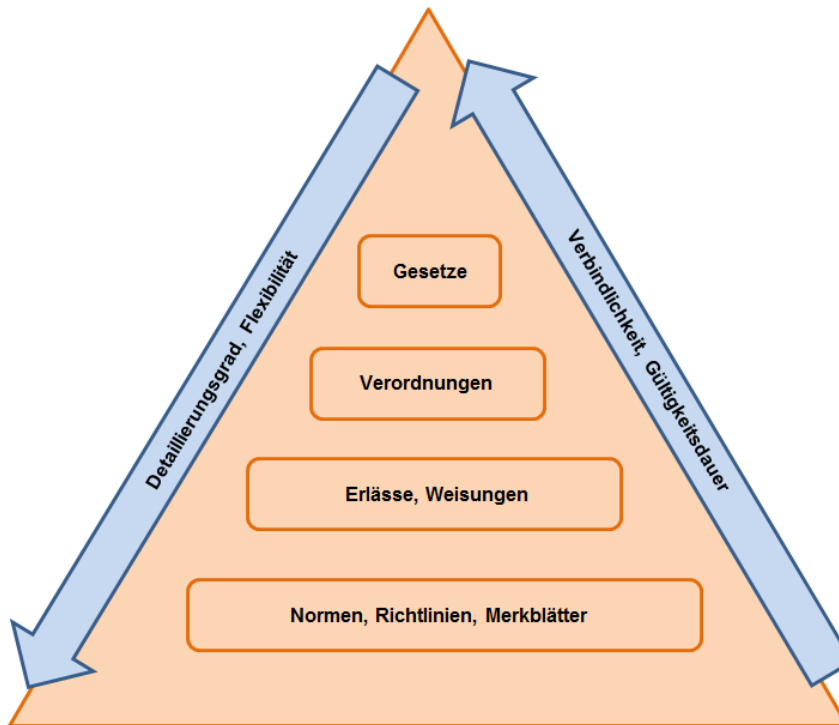 Detaillierungsgrad, Flexibilität
Verbindlichkeit, Gültigkeitsdauer
Gesetze
Verordnungen
Erlässe, Weisungen
Normen, Richtlinien, Merkblätter